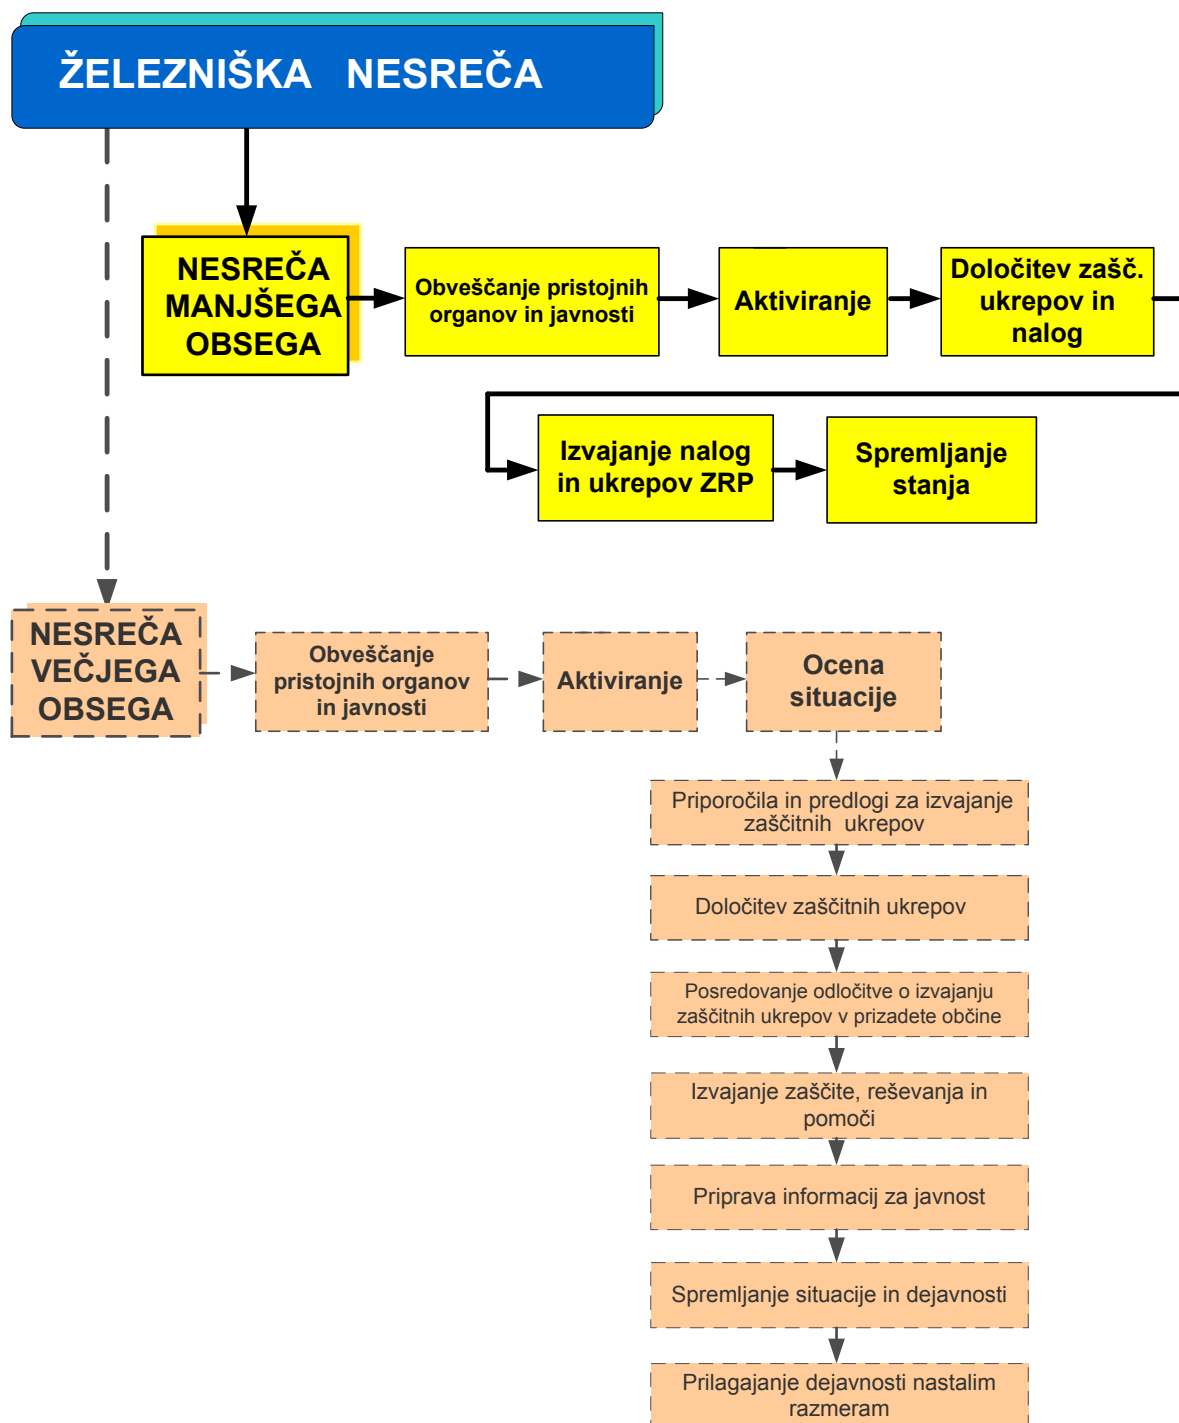 ŽELEZNIŠKA NESREČA
NESREČA
MANJŠEGA
OBSEGA
Obveščanje pristojnih
organov in javnosti
Aktiviranje
Določitev zašč.
ukrepov in
nalog
Izvajanje nalog
in ukrepov ZRP
Spremljanje
stanja
NESREČA
VEČJEGA
OBSEGA
Obveščanje
pristojnih organov
in javnosti
Aktiviranje
Ocena
situacije
Priporočila in predlogi za izvajanje
zaščitnih ukrepov
Določitev zaščitnih ukrepov
Posredovanje odločitve o izvajanju
zaščitnih ukrepov v prizadete občine
Izvajanje zaščite, reševanja in
pomoči
Priprava informacij za javnost
Spremljanje situacije in dejavnosti
Prilagajanje dejavnosti nastalim
razmeram